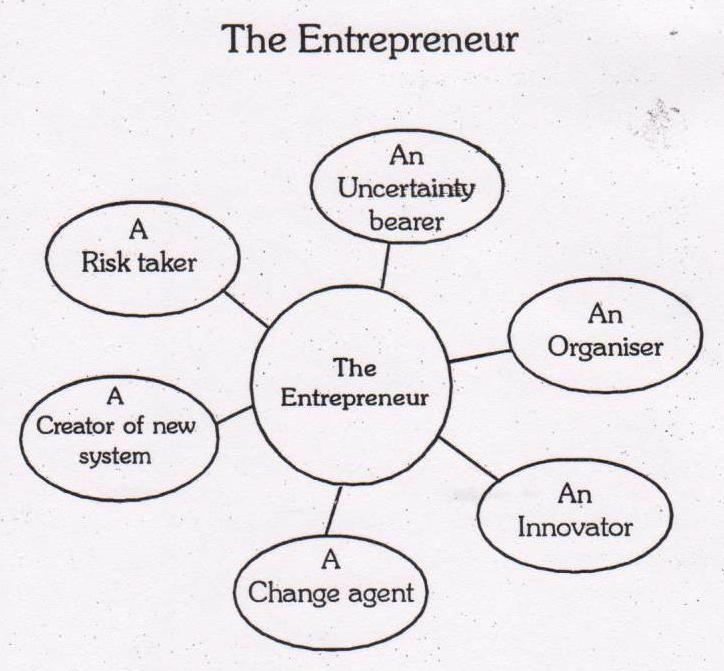 The Entrepreneur
An
Uncertainty
bearer
A
Risk taker
An
Organiser
The
Entrepreneur
A
Creator of new
system
An
Innovator
A
Change agent